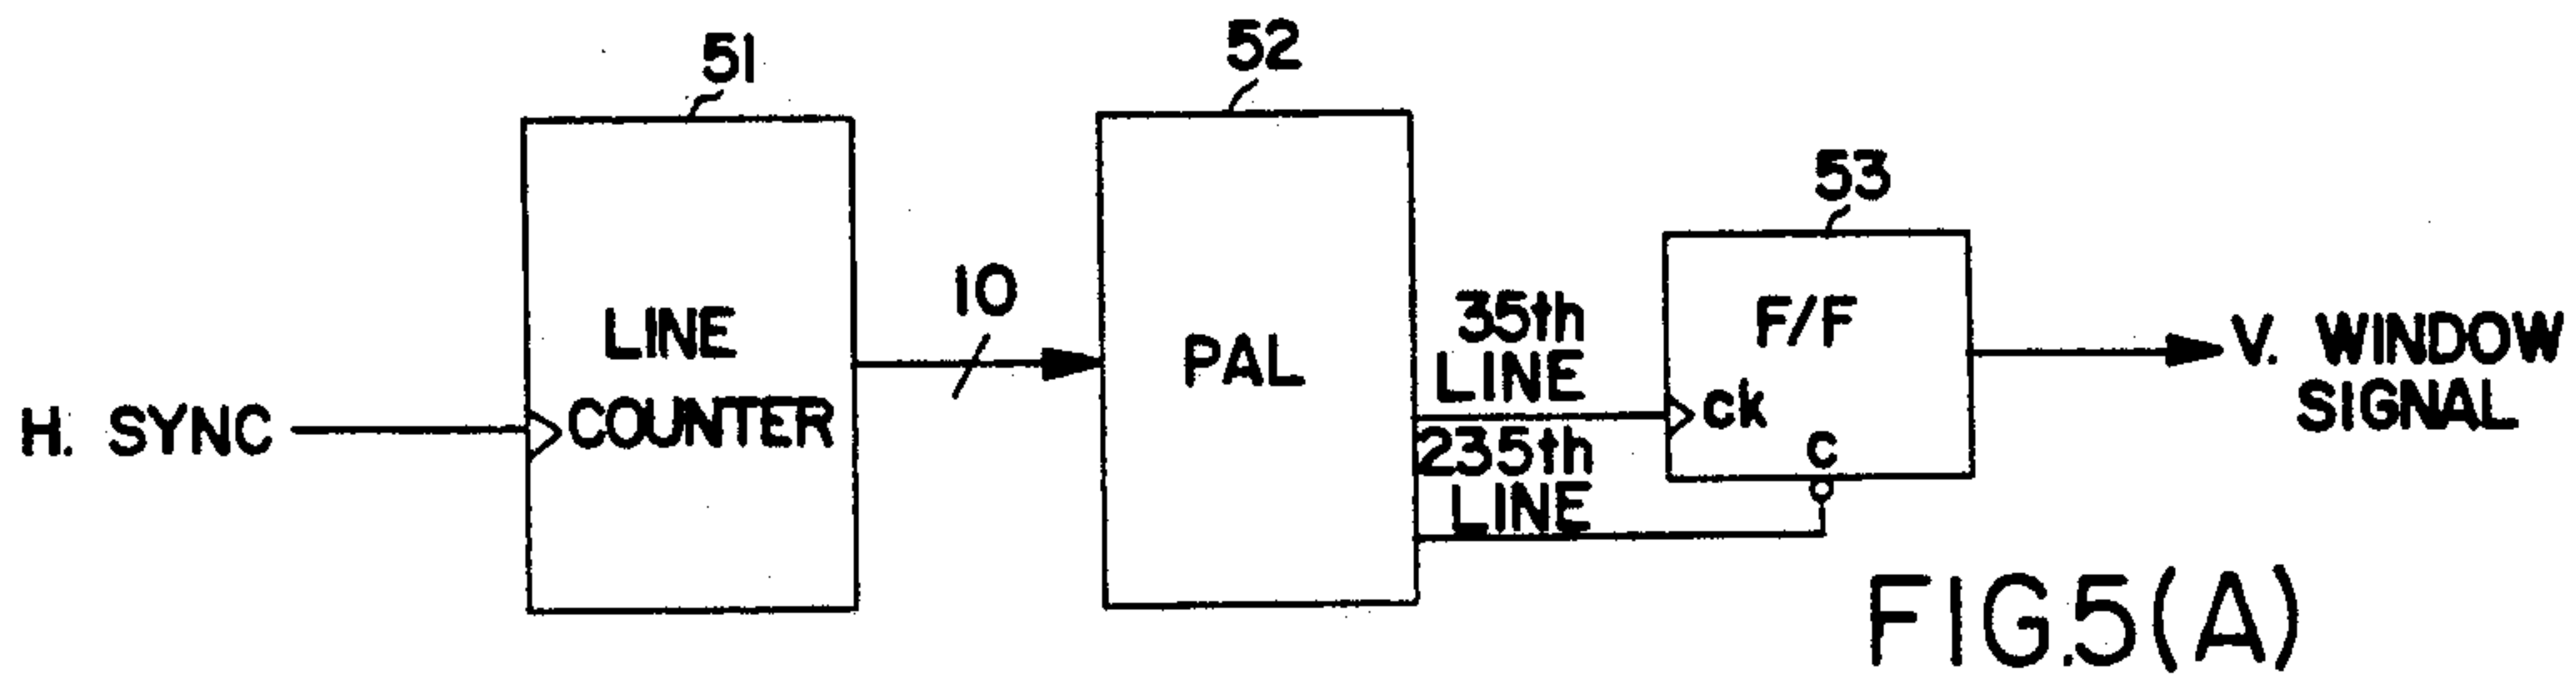 51
52
53
H. SYNC
LINE
COUNTER
10
PAL
35th
LINE
235th
LINE
F/F
ck
c
V. WINDOW
SIGNAL
FIG.5(A)